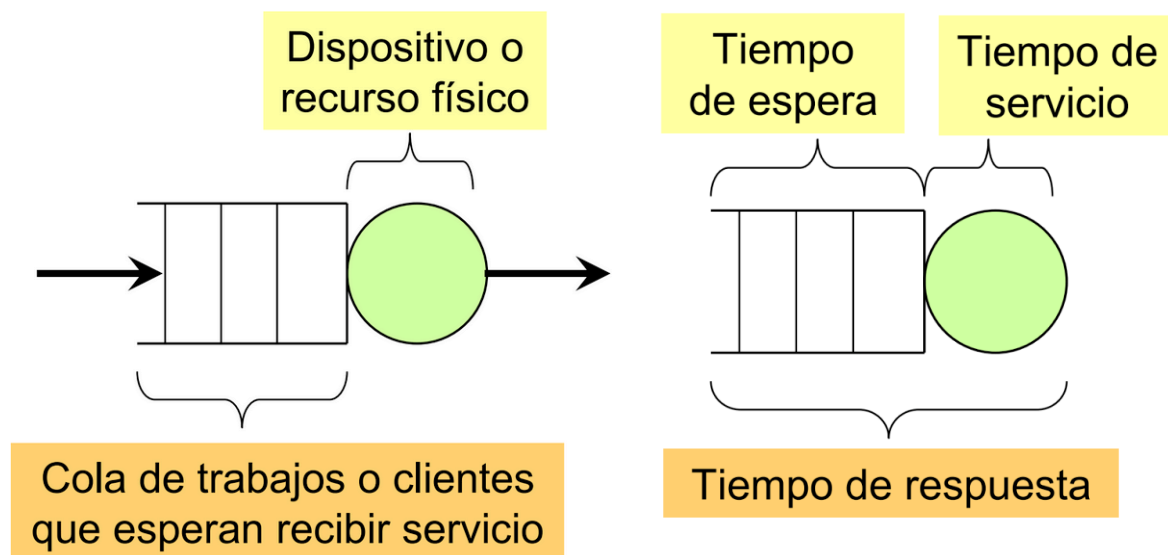 Dispositivo o
recurso físico
Tiempo
de espera
Tiempo de
servicio
Cola de trabajos o clientes
que esperan recibir servicio
Tiempo de respuesta